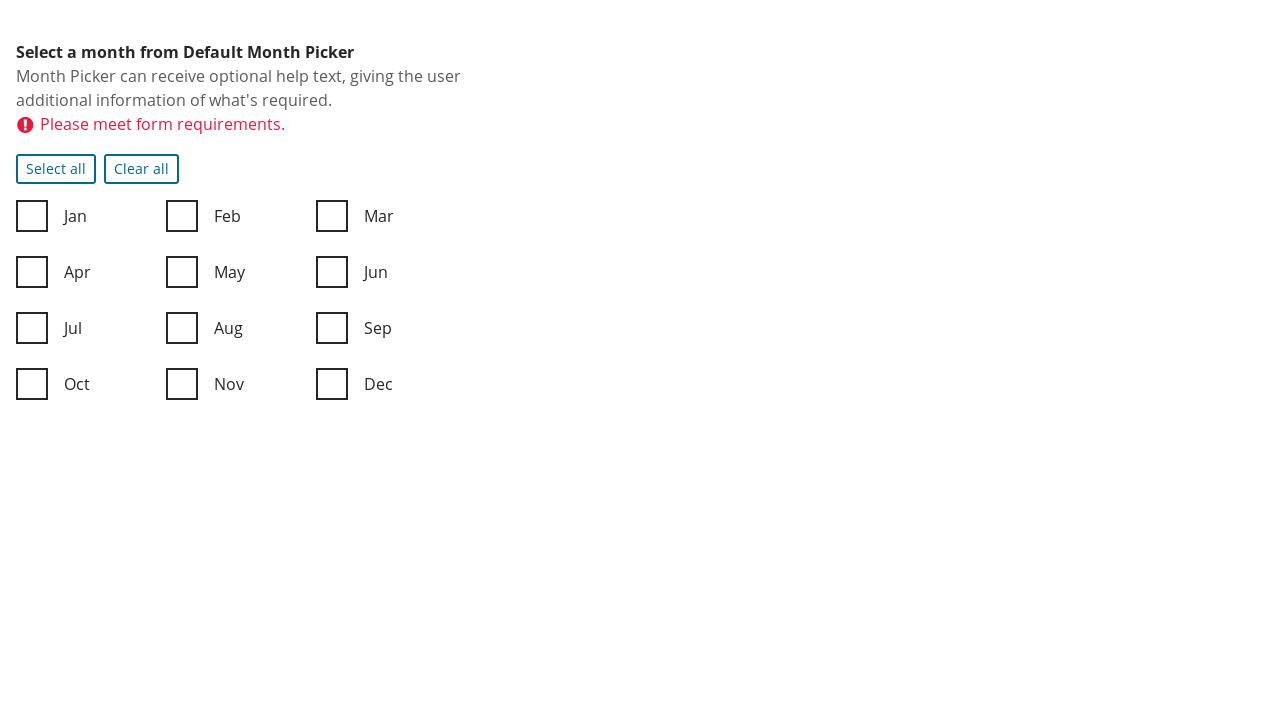 Select a month from Default Month Picker
Month Picker can receive optional help text, giving the user
additional information of what's required.
Please meet form requirements.
Select all Clear all
Jan Feb Mar
Apr May Jun
Jul Aug Sep
Oct Nov Dec